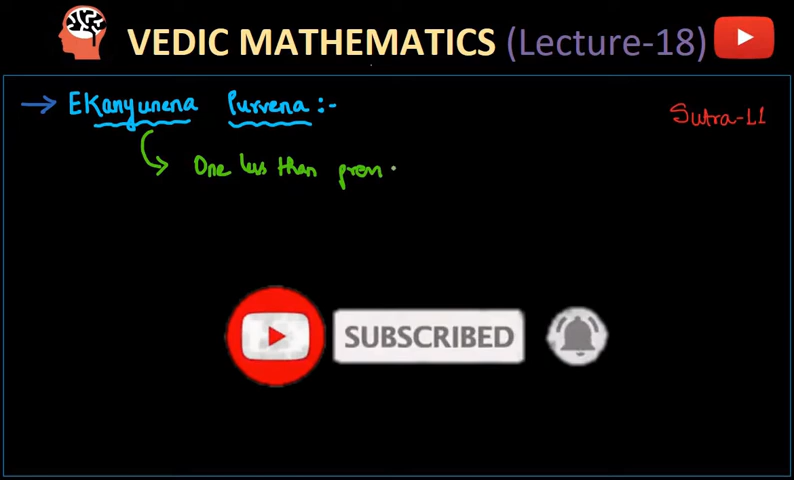 VEDIC MATHEMATICS (Lecture-18)
→ Ekanyunena Purvena :-
Sutra-11
One less than prev
SUBSCRIBED